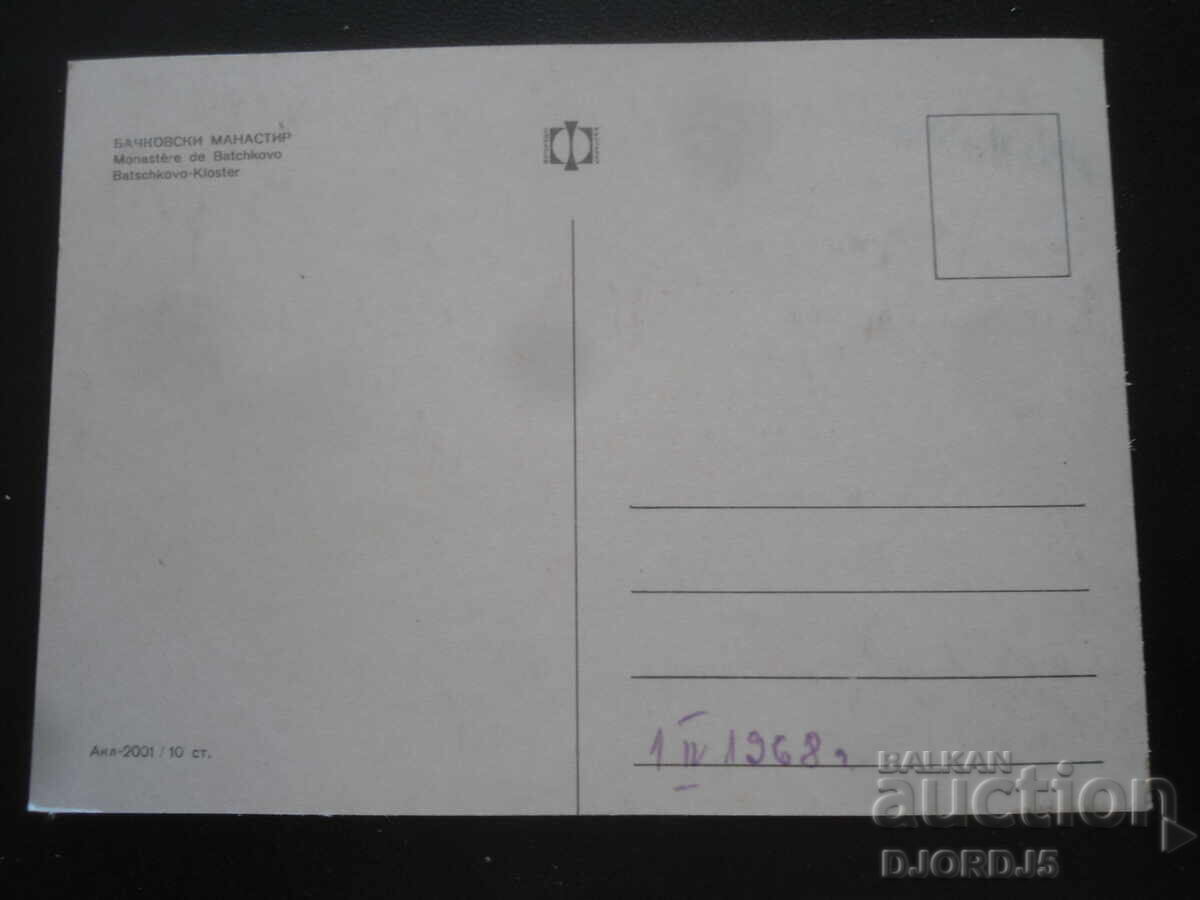 БАЧКОВСКИ МАНАСТИР
Monastère de Batchkovo
Batschkovo-Kloster
Акл-2001 / 10 ст.
1 IV 1968 г.
BALKAN
auction
DJORDJ5